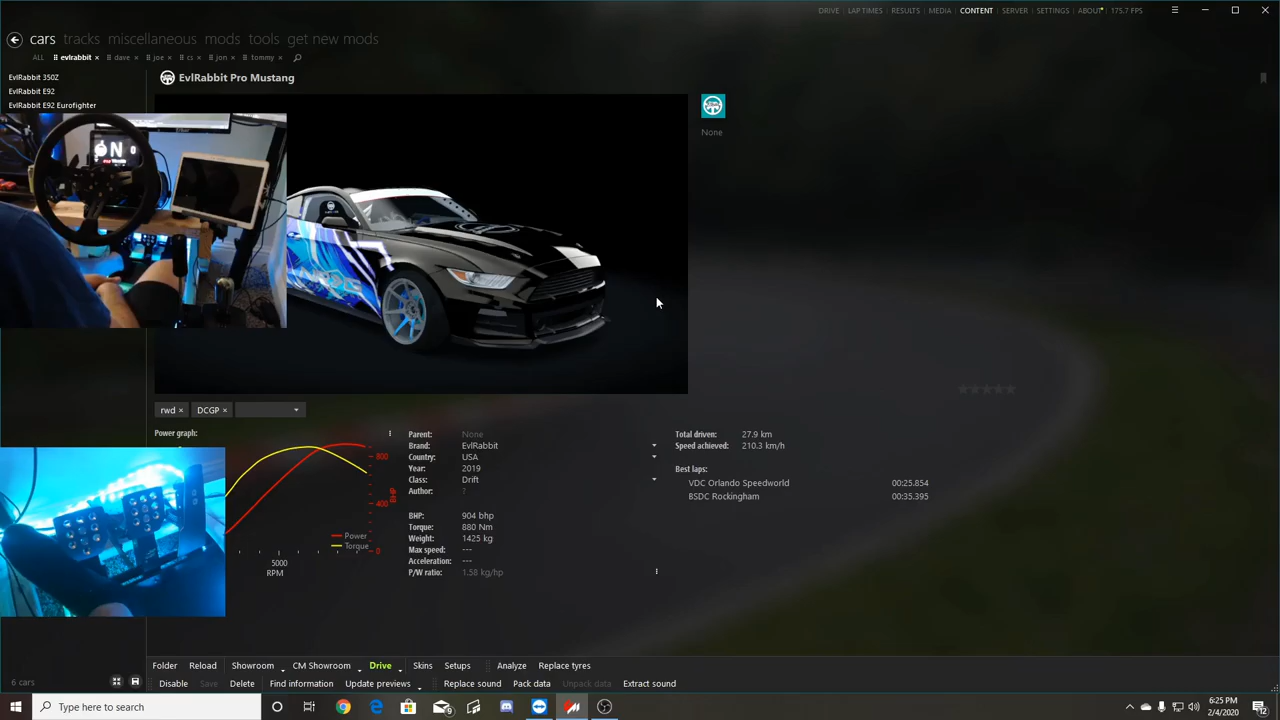 DRIVE LAP TIMES RESULTS MEDIA CONTENT SERVER SETTINGS ABOUT 175.7 FPS
cars tracks miscellaneous mods tools get new mods
ALL evlrabbit × dave × joe × cs × jon × tommy ×
EvlRabbit 350Z
EvlRabbit E92
EvlRabbit E92 Eurofighter
EvlRabbit Pro Mustang
None
N 0
rwd × DCGP ×
Power graph:
800
400
0
Power
Torque
5000
RPM
Parent: None
Brand: EvlRabbit
Country: USA
Year: 2019
Class: Drift
Author: ?
BHP: 904 bhp
Torque: 880 Nm
Weight: 1425 kg
Max speed: ---
Acceleration: ---
P/W ratio: 1.58 kg/hp
Total driven: 27.9 km
Speed achieved: 210.3 km/h
Best laps:
VDC Orlando Speedworld 00:25.854
BSDC Rockingham 00:35.395
Folder Reload Showroom CM Showroom Drive Skins Setups Analyze Replace tyres
6 cars
Disable Save Delete Find information Update previews Replace sound Pack data Unpack data Extract sound
Type here to search
9
6:25 PM
2/4/2020
12